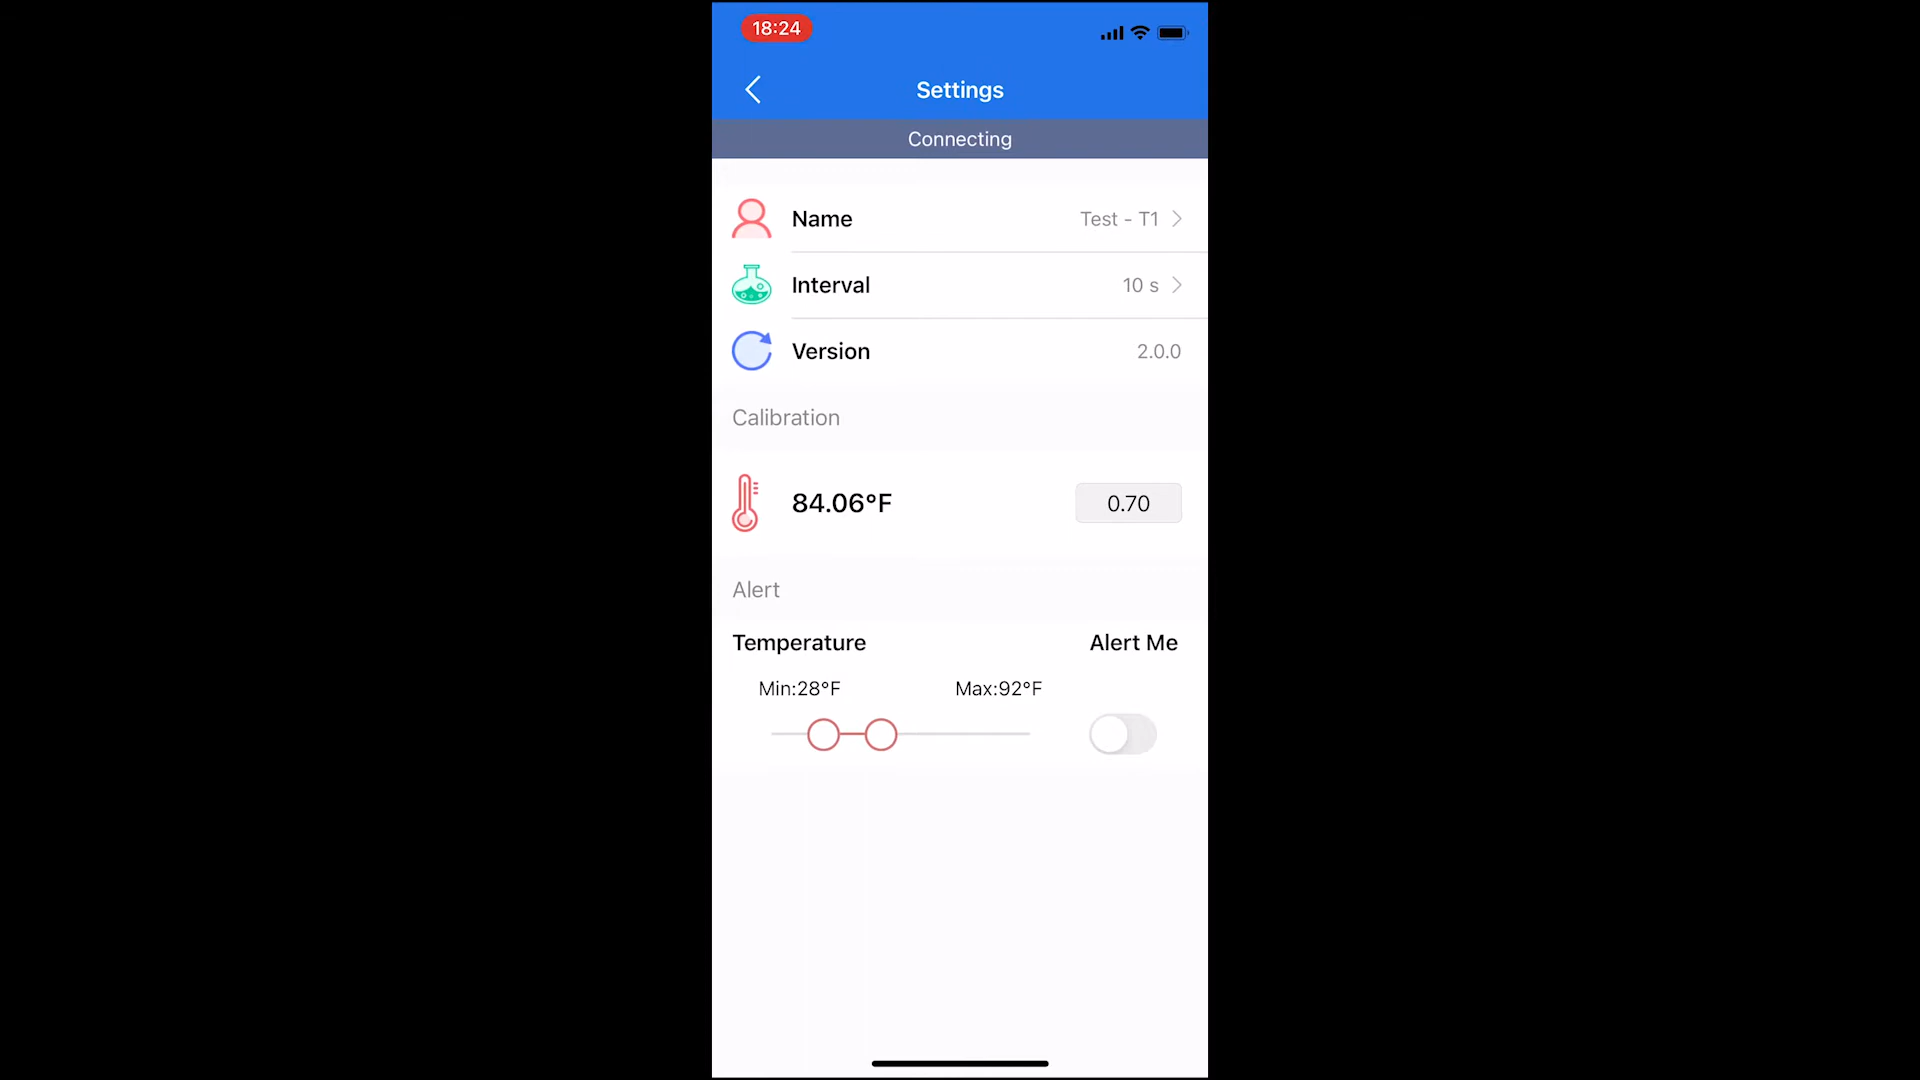 18:24
Settings
Connecting
Name Test - T1
Interval 10 s
Version 2.0.0
Calibration
84.06°F 0.70
Alert
Temperature Alert Me
Min:28°F Max:92°F